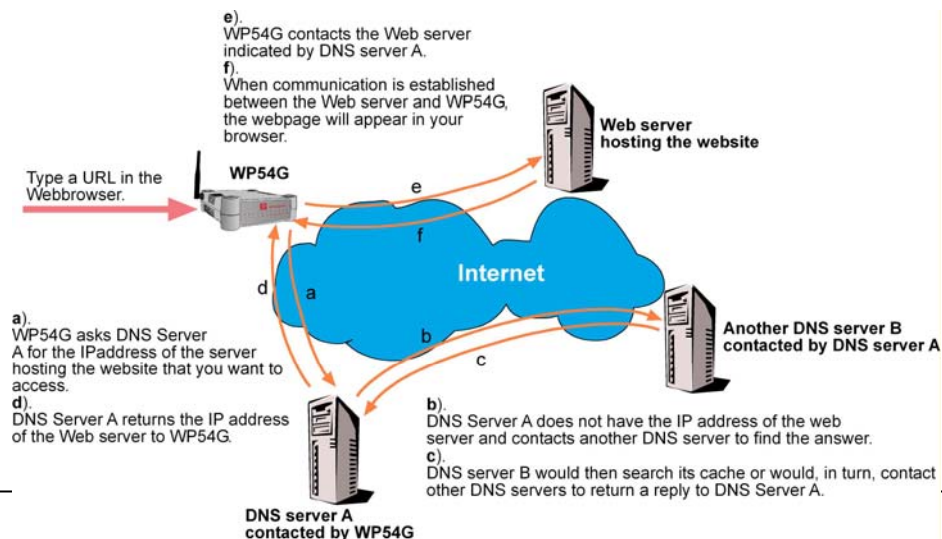 e).
WP54G contacts the Web server
indicated by DNS server A.
f).
When communication is established
between the Web server and WP54G,
the webpage will appear in your
browser.
Web server
hosting the website
WP54G
Type a URL in the
Webbrowser.
e
f
Internet
d
a
b
c
Another DNS server B
contacted by DNS server A
a).
WP54G asks DNS Server
A for the IPaddress of the server
hosting the website that you want to
access.
d).
DNS Server A returns the IP address
of the Web server to WP54G.
b).
DNS Server A does not have the IP address of the web
server and contacts another DNS server to find the answer.
c).
DNS server B would then search its cache or would, in turn, contact
other DNS servers to return a reply to DNS Server A.
DNS server A
contacted by WP54G